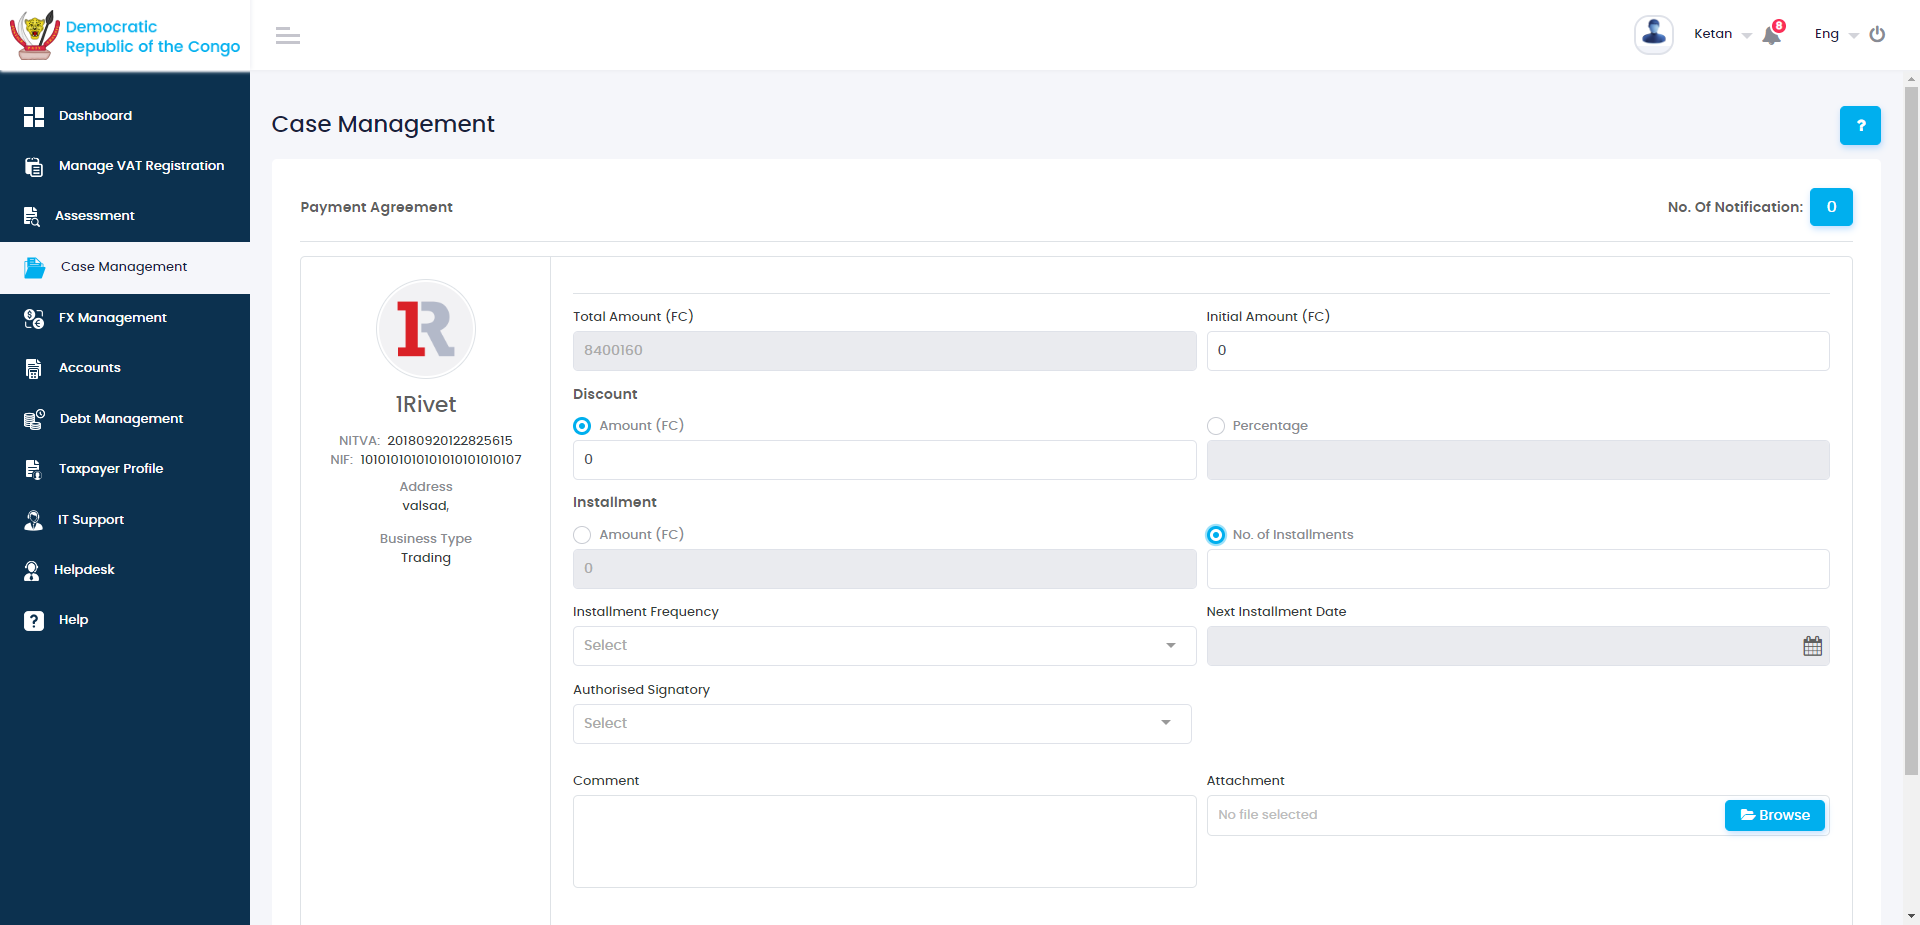 Democratic
Republic of the Congo
Ketan
8
Eng
Dashboard
Manage VAT Registration
Assessment
Case Management
FX Management
Accounts
Debt Management
Taxpayer Profile
IT Support
Helpdesk
Help
Case Management
?
Payment Agreement
No. Of Notification: 0
1R
1Rivet
NITVA: 20180920122825615
NIF: 1010101010101010101010107
Address
valsad,
Business Type
Trading
Total Amount (FC)
8400160
Initial Amount (FC)
0
Discount
Amount (FC)
0
Percentage
Installment
Amount (FC)
0
No. of Installments
Installment Frequency
Select
Next Installment Date
Authorised Signatory
Select
Comment
Attachment
No file selected
Browse